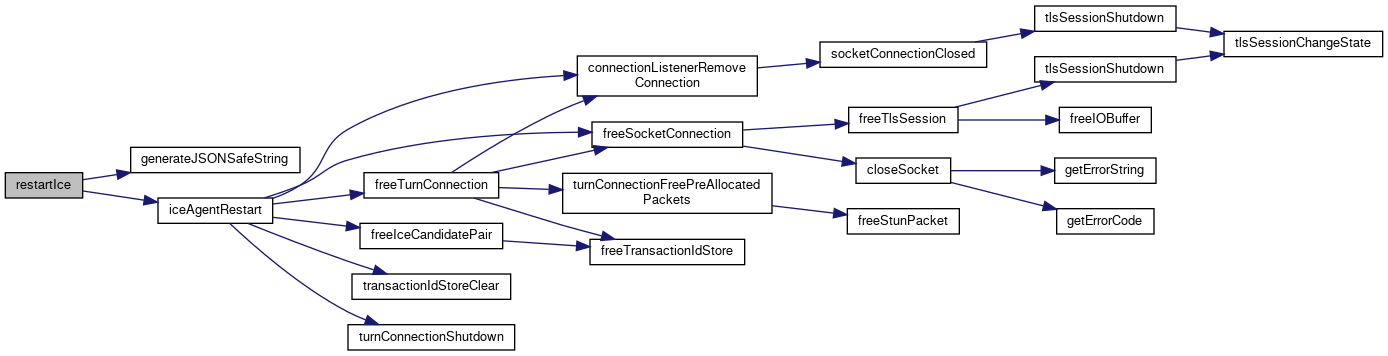 restartIce
generateJSONSafeString
iceAgentRestart
freeTurnConnection
freeIceCandidatePair
transactionIdStoreClear
turnConnectionShutdown
connectionListenerRemove
Connection
freeSocketConnection
turnConnectionFreePreAllocated
Packets
freeTransactionIdStore
socketConnectionClosed
freeTlsSession
closeSocket
freeStunPacket
tlsSessionShutdown
tlsSessionShutdown
freeIOBuffer
getErrorString
getErrorCode
tlsSessionChangeState